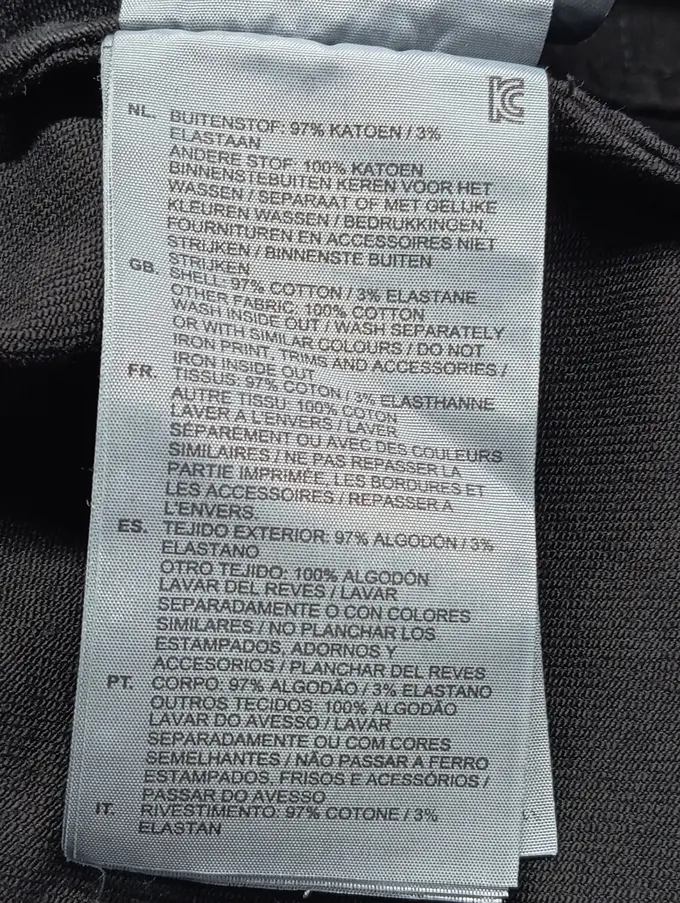 KC
NL. BUITENSTOF: 97% KATOEN / 3%
ELASTAAN
ANDERE STOF: 100% KATOEN
BINNENSTEBUITEN KEREN VOOR HET
WASSEN / SEPARAAT OF MET GELIJKE
KLEUREN WASSEN / BEDRUKKINGEN,
FOURNITUREN EN ACCESSOIRES NIET
STRIJKEN / BINNENSTE BUITEN
STRIJKEN
GB. SHELL: 97% COTTON / 3% ELASTANE
OTHER FABRIC: 100% COTTON
WASH INSIDE OUT / WASH SEPARATELY
OR WITH SIMILAR COLOURS / DO NOT
IRON PRINT, TRIMS AND ACCESSORIES /
IRON INSIDE OUT
FR. TISSUS: 97% COTON / 3% ELASTHANNE
AUTRE TISSU: 100% COTON
LAVER A L'ENVERS / LAVER
SÉPARÉMENT OU AVEC DES COULEURS
SIMILAIRES / NE PAS REPASSER LA
PARTIE IMPRIMÉE, LES BORDURES ET
LES ACCESSOIRES / REPASSER A
L'ENVERS
ES. TEJIDO EXTERIOR: 97% ALGODÓN / 3%
ELASTANO
OTRO TEJIDO: 100% ALGODÓN
LAVAR DEL REVES / LAVAR
SEPARADAMENTE O CON COLORES
SIMILARES / NO PLANCHAR LOS
ESTAMPADOS, ADORNOS Y
ACCESORIOS / PLANCHAR DEL REVES
PT. CORPO: 97% ALGODÃO / 3% ELASTANO
OUTROS TECIDOS: 100% ALGODÃO
LAVAR DO AVESSO / LAVAR
SEPARADAMENTE OU COM CORES
SEMELHANTES / NÃO PASSAR A FERRO
ESTAMPADOS, FRISOS E ACESSÓRIOS /
PASSAR DO AVESSO
IT. RIVESTIMENTO: 97% COTONE / 3%
ELASTAN